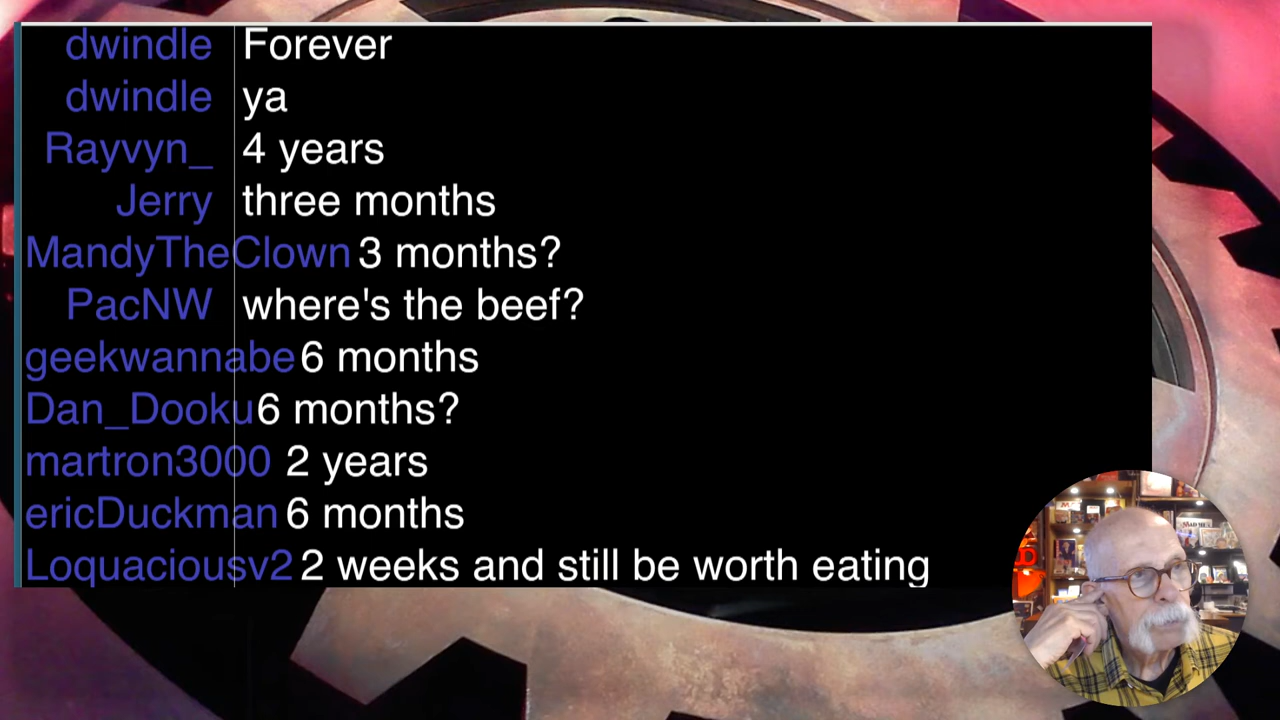 dwindle Forever
dwindle ya
Rayvyn_ 4 years
Jerry three months
MandyTheClown 3 months?
PacNW where's the beef?
geekwannabe 6 months
Dan_Dooku 6 months?
martron3000 2 years
ericDuckman 6 months
Loquaciousv2 2 weeks and still be worth eating